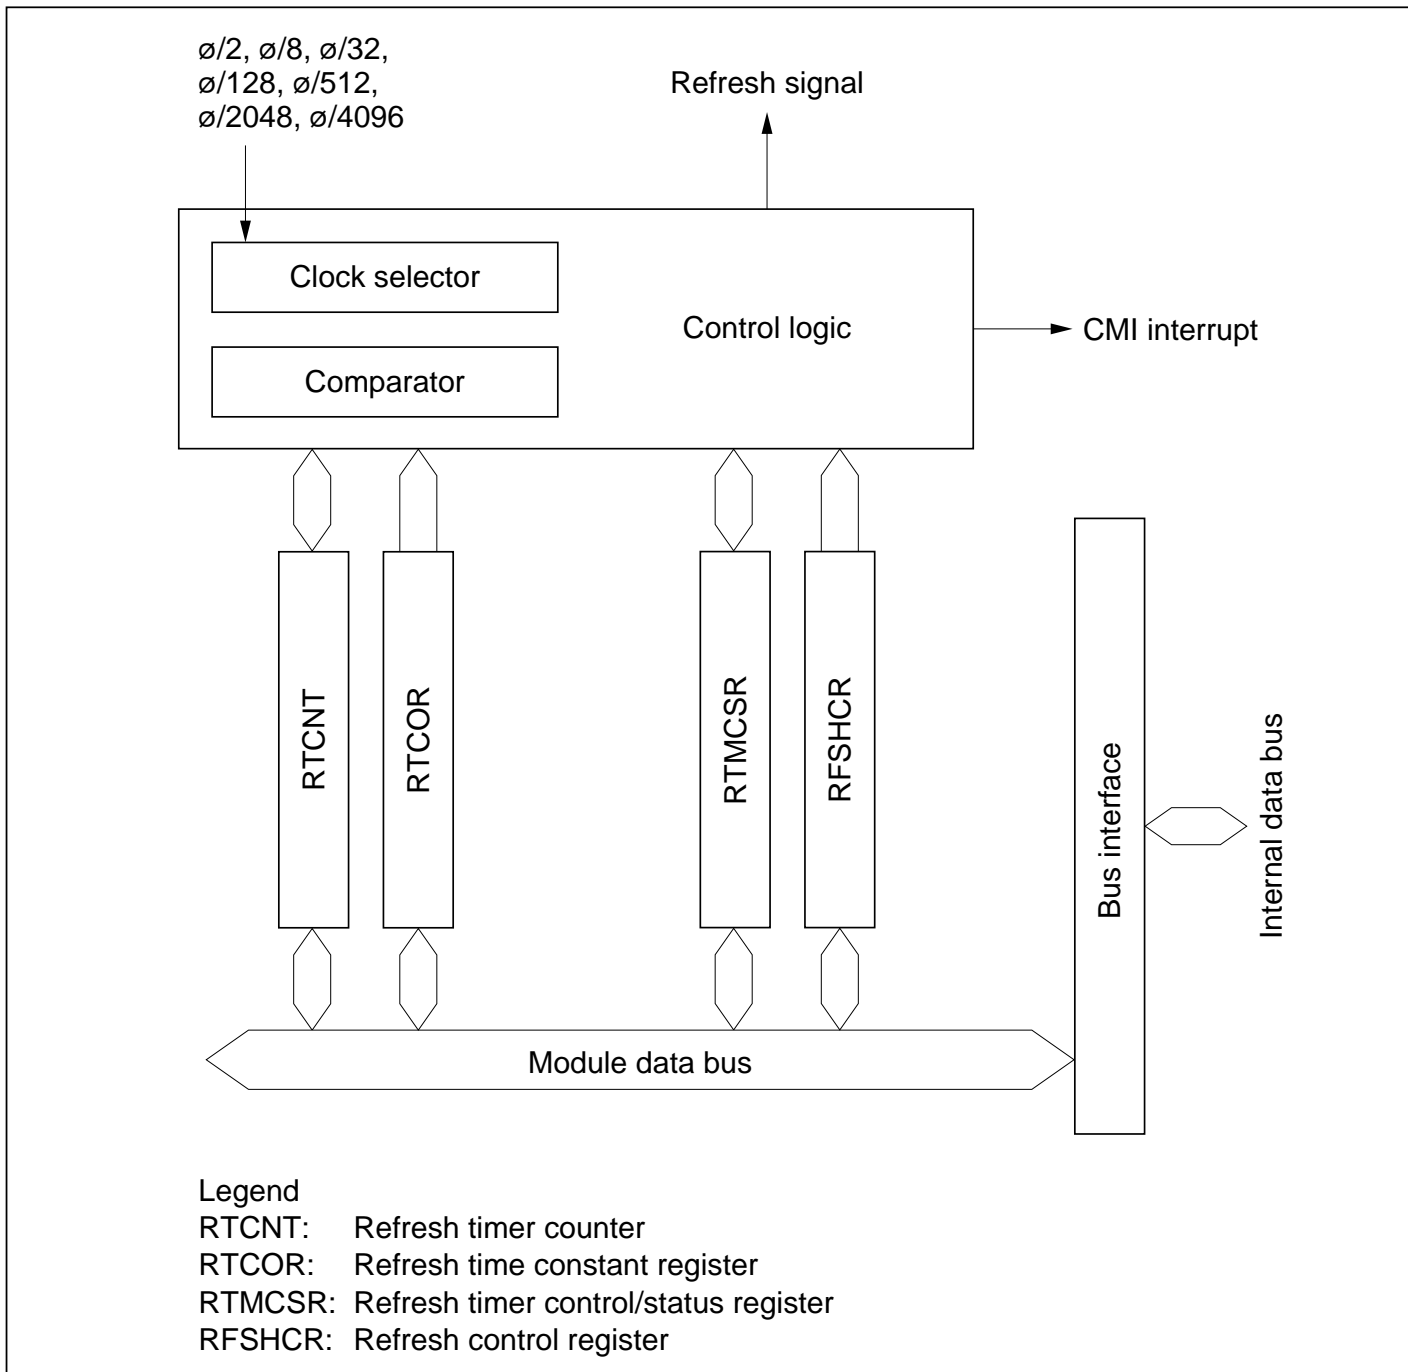 ø/2, ø/8, ø/32,
ø/128, ø/512,
ø/2048, ø/4096
Refresh signal
Clock selector
Control logic
CMI interrupt
Comparator
RTCNT
RTCOR
RTMCSR
RFSHCR
Bus interface
Internal data bus
Module data bus
Legend
RTCNT: Refresh timer counter
RTCOR: Refresh time constant register
RTMCSR: Refresh timer control/status register
RFSHCR: Refresh control register